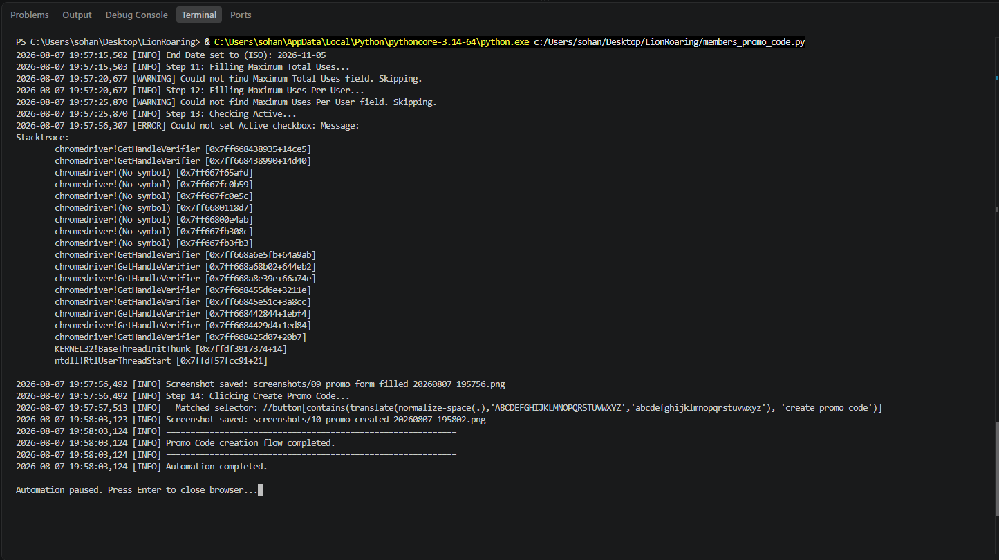 Problems Output Debug Console Terminal Ports
PS C:\Users\sohan\Desktop\LionRoaring> & C:\Users\sohan\AppData\Local\Python\pythoncore-3.14-64\python.exe c:/Users/sohan/Desktop/LionRoaring/members_promo_code.py
2026-08-07 19:57:15,502 [INFO] End Date set to (ISO): 2026-11-05
2026-08-07 19:57:15,503 [INFO] Step 11: Filling Maximum Total Uses...
2026-08-07 19:57:20,677 [WARNING] Could not find Maximum Total Uses field. Skipping.
2026-08-07 19:57:20,677 [INFO] Step 12: Filling Maximum Uses Per User...
2026-08-07 19:57:25,870 [WARNING] Could not find Maximum Uses Per User field. Skipping.
2026-08-07 19:57:25,870 [INFO] Step 13: Checking Active...
2026-08-07 19:57:56,307 [ERROR] Could not set Active checkbox: Message:
Stacktrace:
chromedriver!GetHandleVerifier [0x7ff668438935+14ce5]
chromedriver!GetHandleVerifier [0x7ff668438990+14d40]
chromedriver!(No symbol) [0x7ff667f65afd]
chromedriver!(No symbol) [0x7ff667fc0b59]
chromedriver!(No symbol) [0x7ff667fc0e5c]
chromedriver!(No symbol) [0x7ff6680118d7]
chromedriver!(No symbol) [0x7ff66800e4ab]
chromedriver!(No symbol) [0x7ff667fb308c]
chromedriver!(No symbol) [0x7ff667fb3fb3]
chromedriver!GetHandleVerifier [0x7ff668a6e5fb+64a9ab]
chromedriver!GetHandleVerifier [0x7ff668a68b02+644eb2]
chromedriver!GetHandleVerifier [0x7ff668a8e39e+66a74e]
chromedriver!GetHandleVerifier [0x7ff668455d6e+3211e]
chromedriver!GetHandleVerifier [0x7ff66845e51c+3a8cc]
chromedriver!GetHandleVerifier [0x7ff668442844+1ebf4]
chromedriver!GetHandleVerifier [0x7ff6684429d4+1ed84]
chromedriver!GetHandleVerifier [0x7ff668425d07+20b7]
KERNEL32!BaseThreadInitThunk [0x7ffdf3917374+14]
ntdll!RtlUserThreadStart [0x7ffdf57fcc91+21]
2026-08-07 19:57:56,492 [INFO] Screenshot saved: screenshots/09_promo_form_filled_20260807_195756.png
2026-08-07 19:57:56,492 [INFO] Step 14: Clicking Create Promo Code...
2026-08-07 19:57:57,513 [INFO]   Matched selector: //button[contains(translate(normalize-space(.),'ABCDEFGHIJKLMNOPQRSTUVWXYZ','abcdefghijklmnopqrstuvwxyz'), 'create promo code')]
2026-08-07 19:58:03,123 [INFO] Screenshot saved: screenshots/10_promo_created_20260807_195802.png
2026-08-07 19:58:03,124 [INFO] ============================================================
2026-08-07 19:58:03,124 [INFO] Promo Code creation flow completed.
2026-08-07 19:58:03,124 [INFO] ============================================================
2026-08-07 19:58:03,124 [INFO] Automation completed.
Automation paused. Press Enter to close browser...